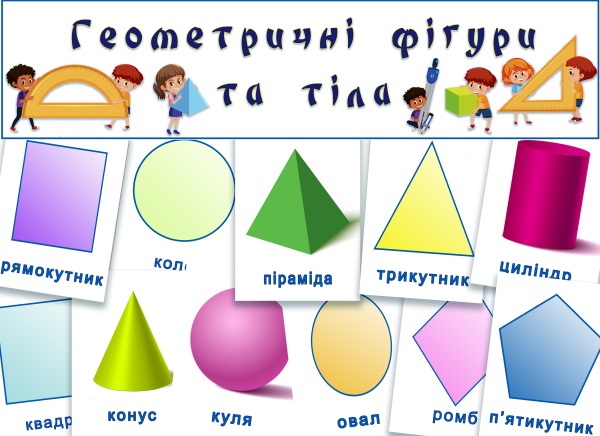 Геометричні фігури
та тіла
рямокутник
кол
піраміда
трикутник
циліндр
квадр
конус
куля
овал
ромб
п'ятикутник